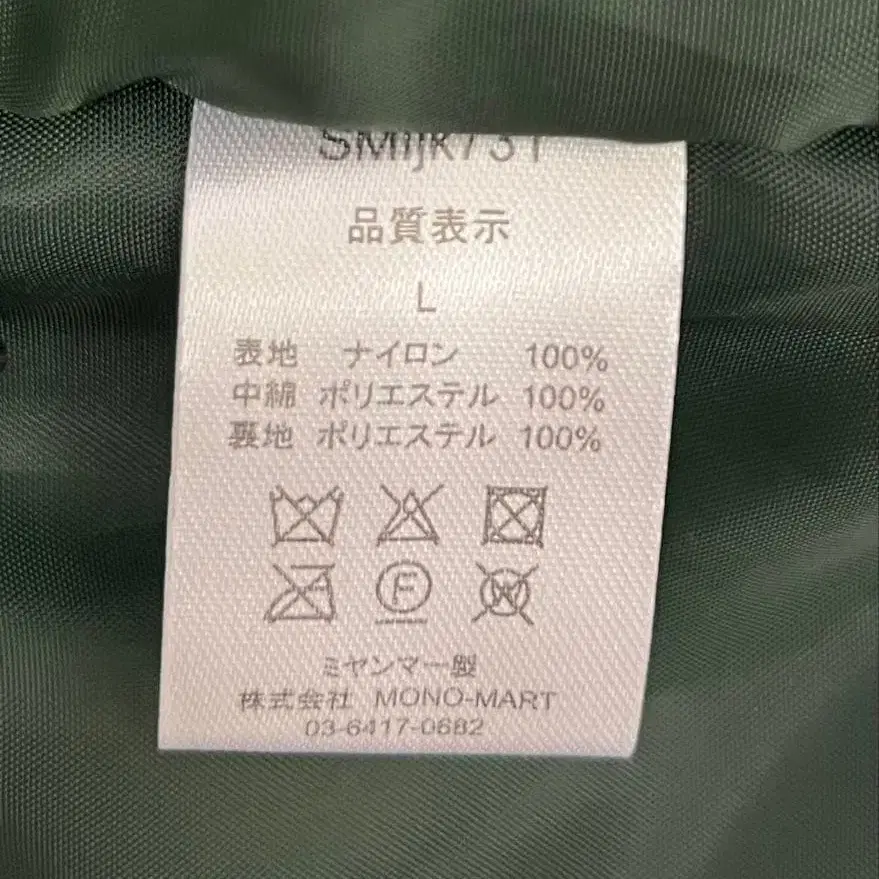 品質表示
L
表地 ナイロン 100%
中綿 ポリエステル 100%
裏地 ポリエステル 100%
F
W
ミヤンマー製
株式会社 MONO-MART
03-6417-0682